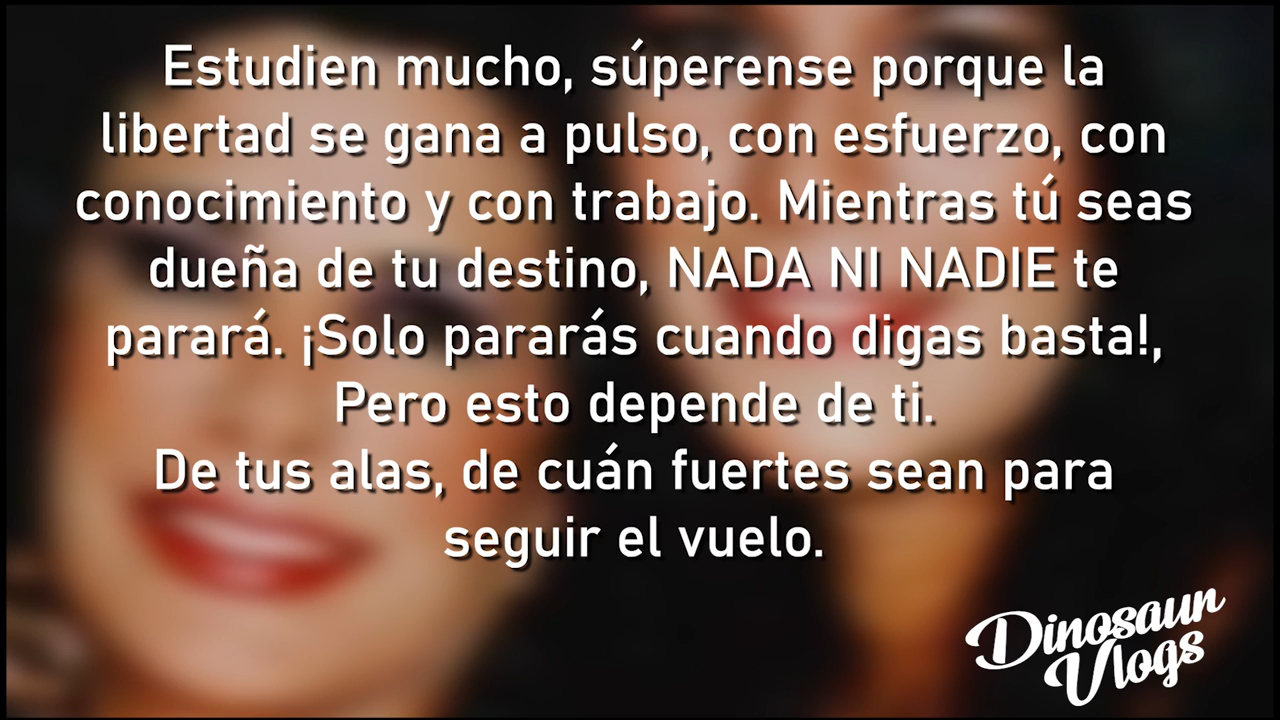 Estudien mucho, súperense porque la
libertad se gana a pulso, con esfuerzo, con
conocimiento y con trabajo. Mientras tú seas
dueña de tu destino, NADA NI NADIE te
parará. ¡Solo pararás cuando digas basta!,
Pero esto depende de ti.
De tus alas, de cuán fuertes sean para
seguir el vuelo.
Dinosaur
Vlogs